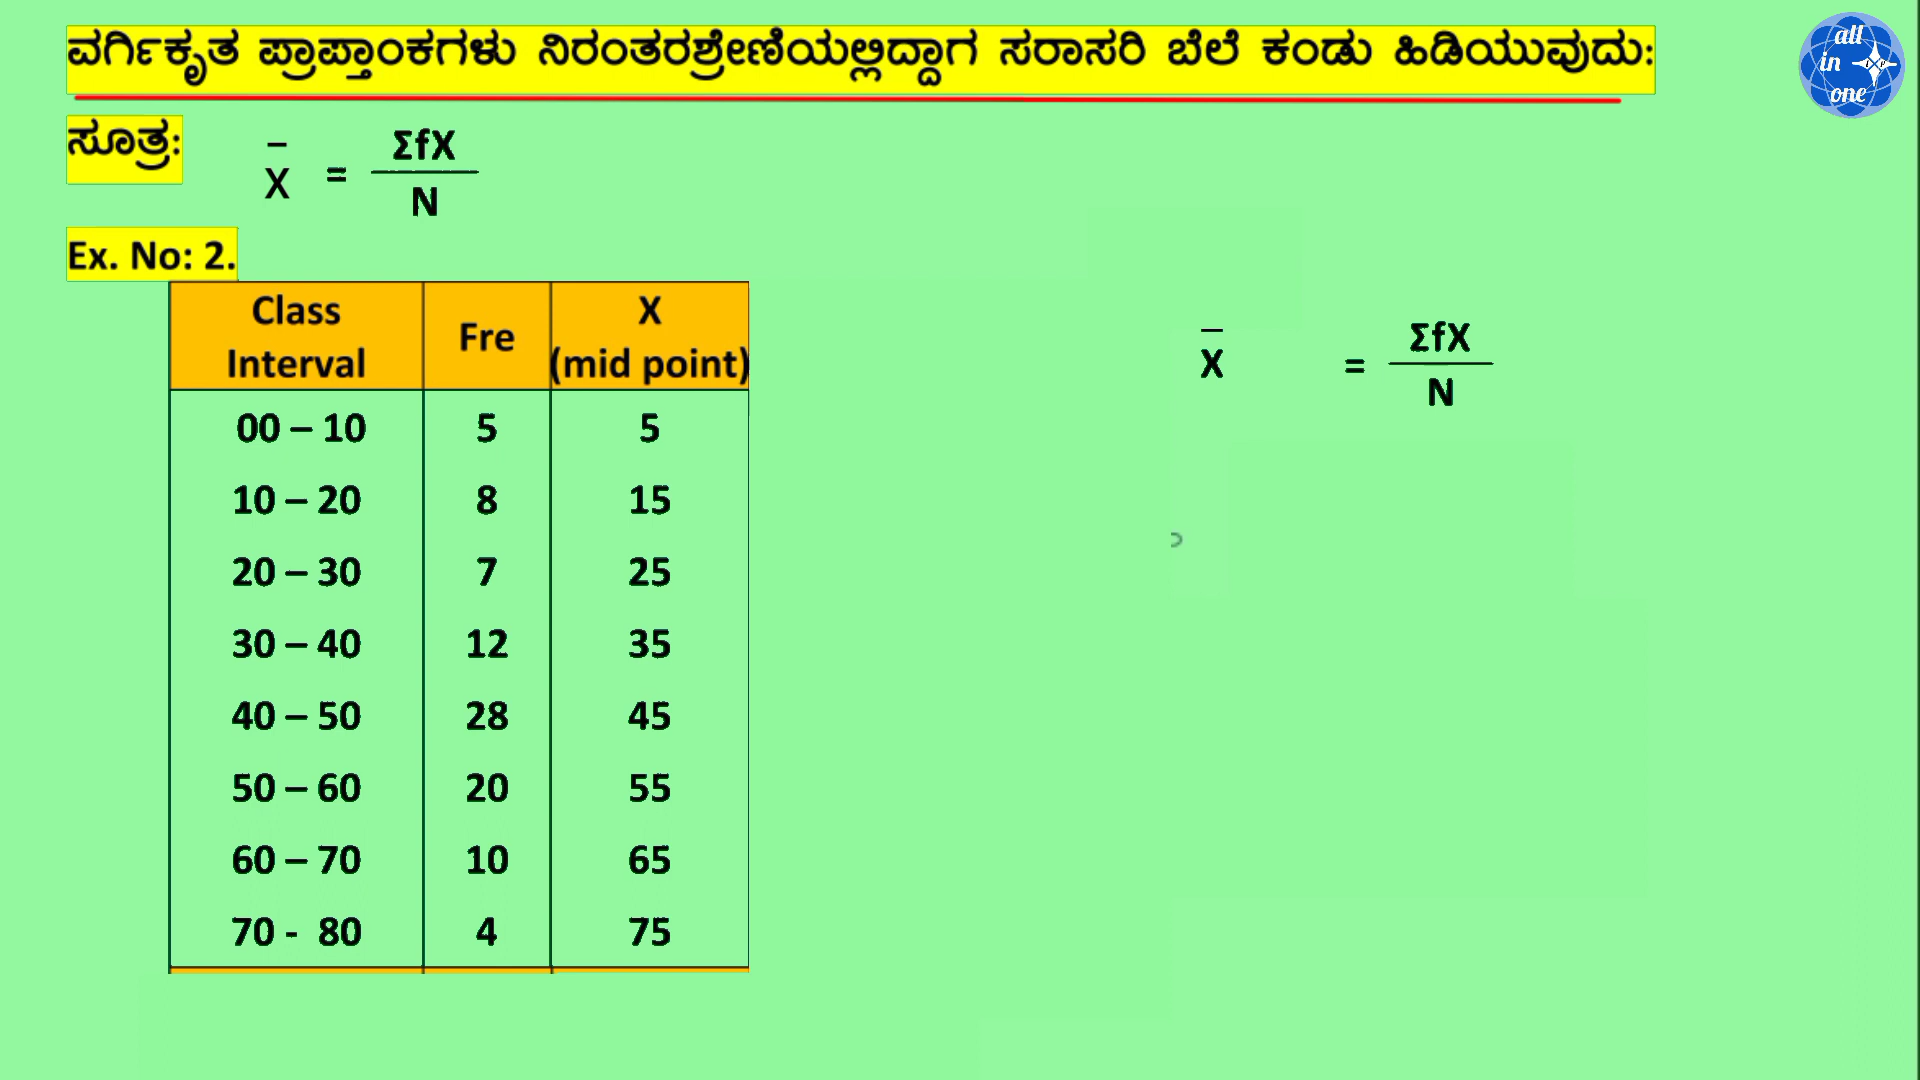 ವರ್ಗೀಕೃತ ಪ್ರಾಪ್ತಾಂಕಗಳು ನಿರಂತರಶ್ರೇಣಿಯಲ್ಲಿದ್ದಾಗ ಸರಾಸರಿ ಬೆಲೆ ಕಂಡು ಹಿಡಿಯುವುದು:
all in one
ಸೂತ್ರ: X̄ = ΣfX / N
Ex. No: 2.
Class Interval Fre X (mid point)
00 – 10 5 5
10 – 20 8 15
20 – 30 7 25
30 – 40 12 35
40 – 50 28 45
50 – 60 20 55
60 – 70 10 65
70 - 80 4 75
X̄ = ΣfX / N